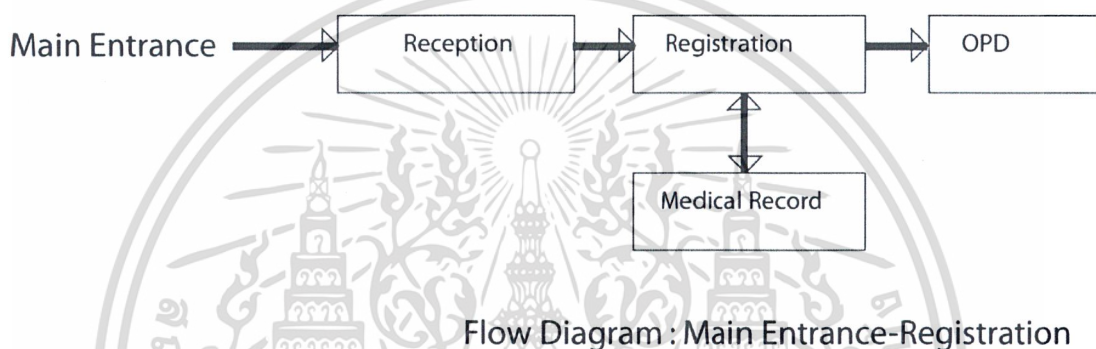 Main Entrance
Reception
Registration
OPD
Medical Record
Flow Diagram : Main Entrance-Registration